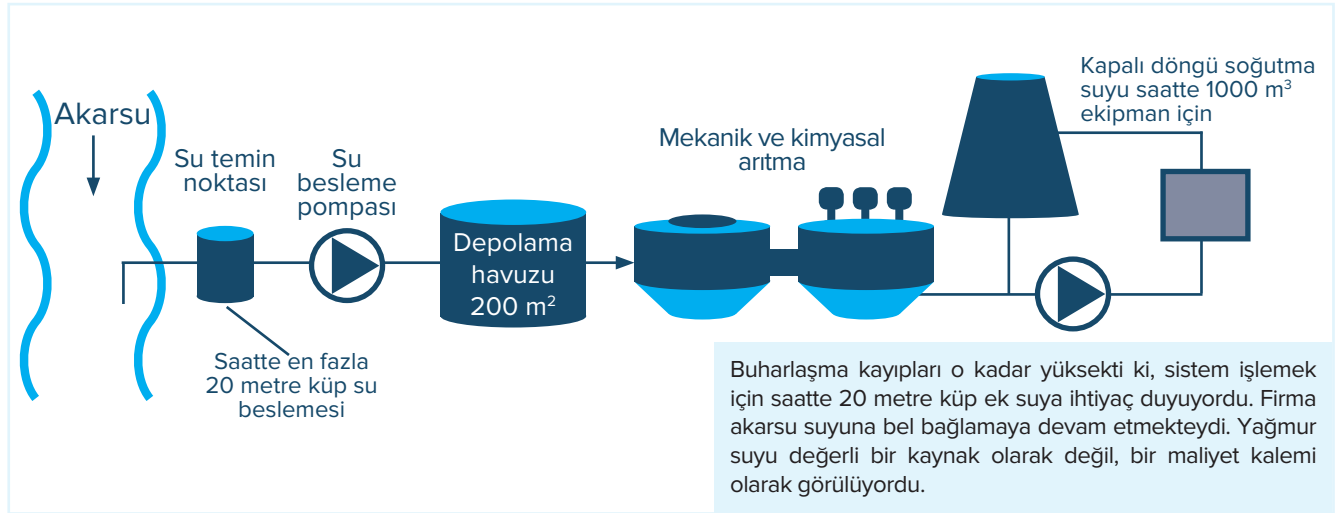 Akarsu
Su temin
noktası
Su
besleme
pompası
Saatte en fazla
20 metre küp su
beslemesi
Depolama
havuzu
200 m²
Mekanik ve kimyasal
arıtma
Kapalı döngü soğutma
suyu saatte 1000 m³
ekipman için
Buharlaşma kayıpları o kadar yüksekti ki, sistem işlemek
için saatte 20 metre küp ek suya ihtiyaç duyuyordu. Firma
akarsu suyuna bel bağlamaya devam etmekteydi. Yağmur
suyu değerli bir kaynak olarak değil, bir maliyet kalemi
olarak görülüyordu.